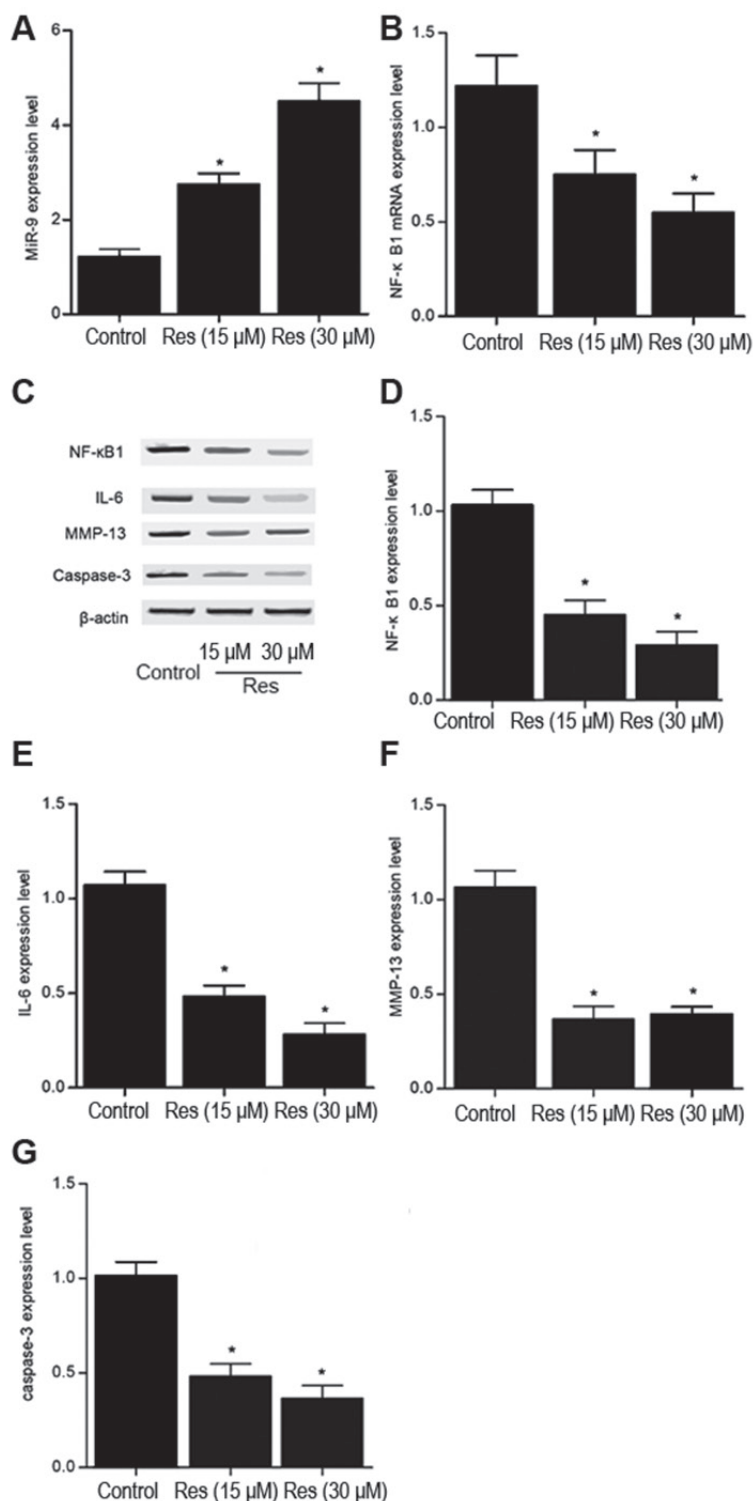 A
MiR-9 expression level
6
4
2
0
Control Res (15 μM) Res (30 μM)
*
*
B
NF-κ B1 mRNA expression level
1.5
1.0
0.5
0.0
Control Res (15 μM) Res (30 μM)
*
*
C
NF-κB1
IL-6
MMP-13
Caspase-3
β-actin
15 μM 30 μM
Control
Res
D
NF-κ B1 expression level
1.5
1.0
0.5
0.0
Control Res (15 μM) Res (30 μM)
*
*
E
IL-6 expression level
1.5
1.0
0.5
0.0
Control Res (15 μM) Res (30 μM)
*
*
F
MMP-13 expression level
1.5
1.0
0.5
0.0
Control Res (15 μM) Res (30 μM)
*
*
G
caspase-3 expression level
1.5
1.0
0.5
0.0
Control Res (15 μM) Res (30 μM)
*
*